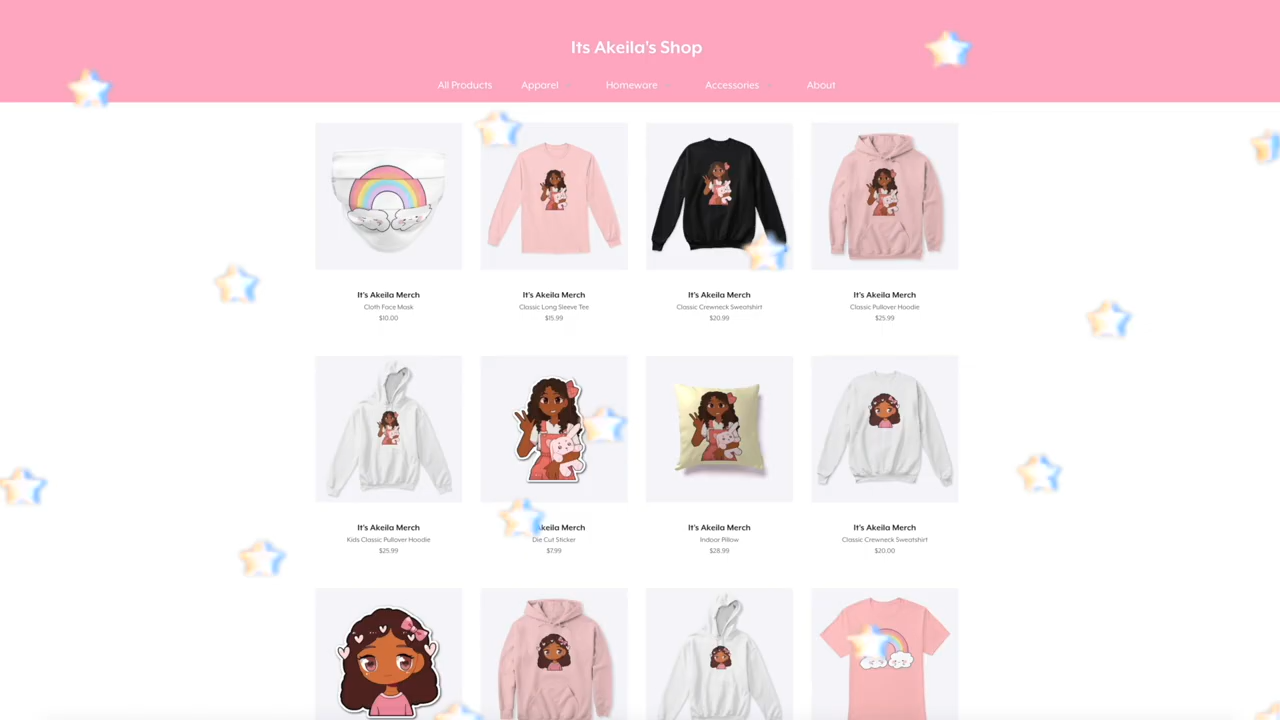 Its Akeila's Shop
All Products Apparel Homeware Accessories About
It's Akeila Merch
Cloth Face Mask
$10.00
It's Akeila Merch
Classic Long Sleeve Tee
$15.99
It's Akeila Merch
Classic Crewneck Sweatshirt
$20.99
It's Akeila Merch
Classic Pullover Hoodie
$25.99
It's Akeila Merch
Kids Classic Pullover Hoodie
$25.99
Akeila Merch
Die Cut Sticker
$7.99
It's Akeila Merch
Indoor Pillow
$28.99
It's Akeila Merch
Classic Crewneck Sweatshirt
$20.00